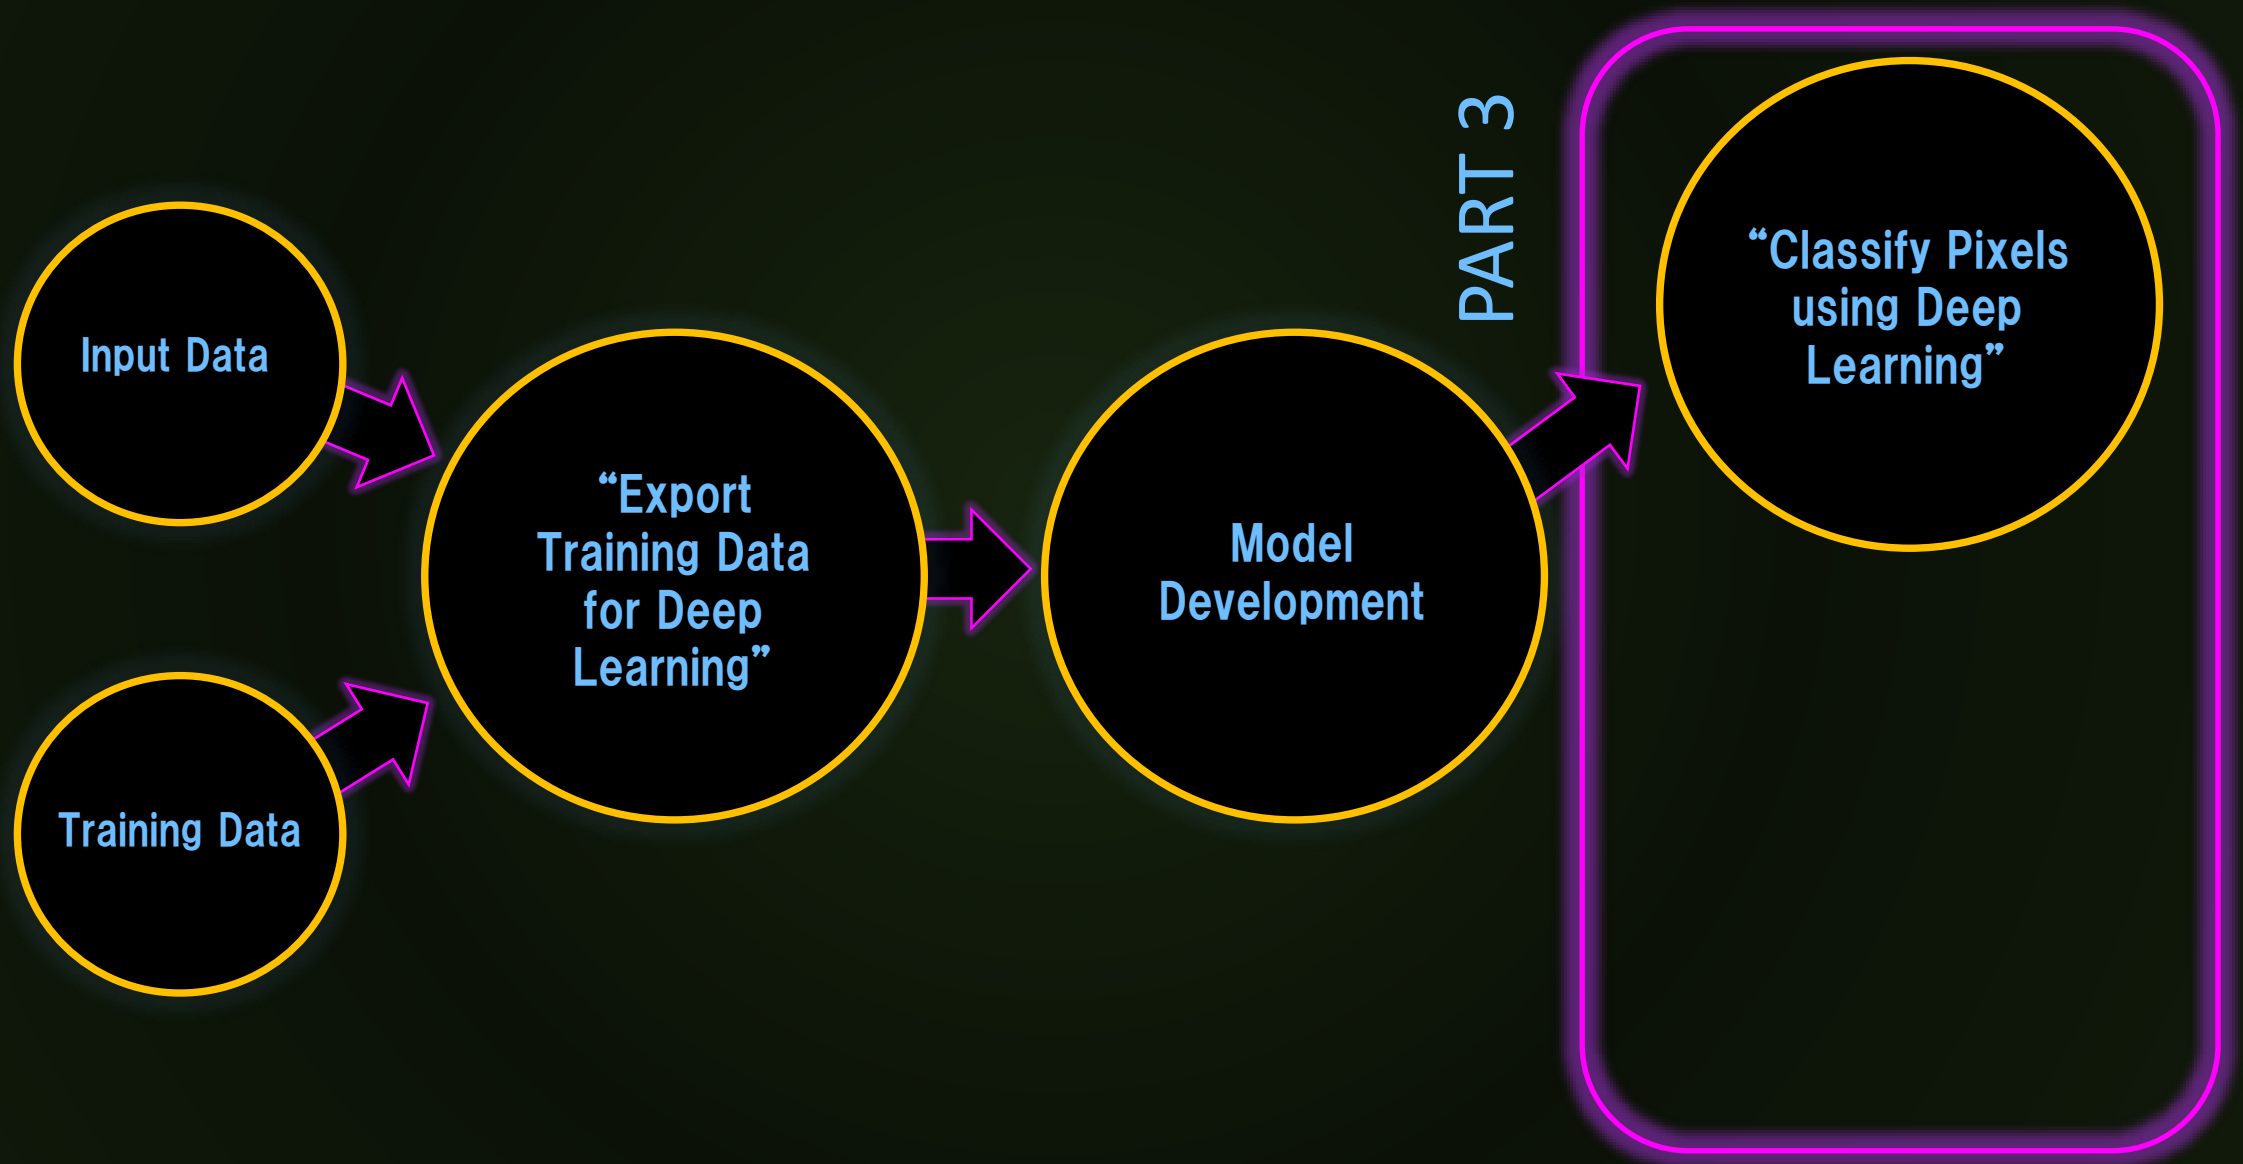 Input Data
Training Data
“Export
Training Data
for Deep
Learning”
Model
Development
PART 3
“Classify Pixels
using Deep
Learning”